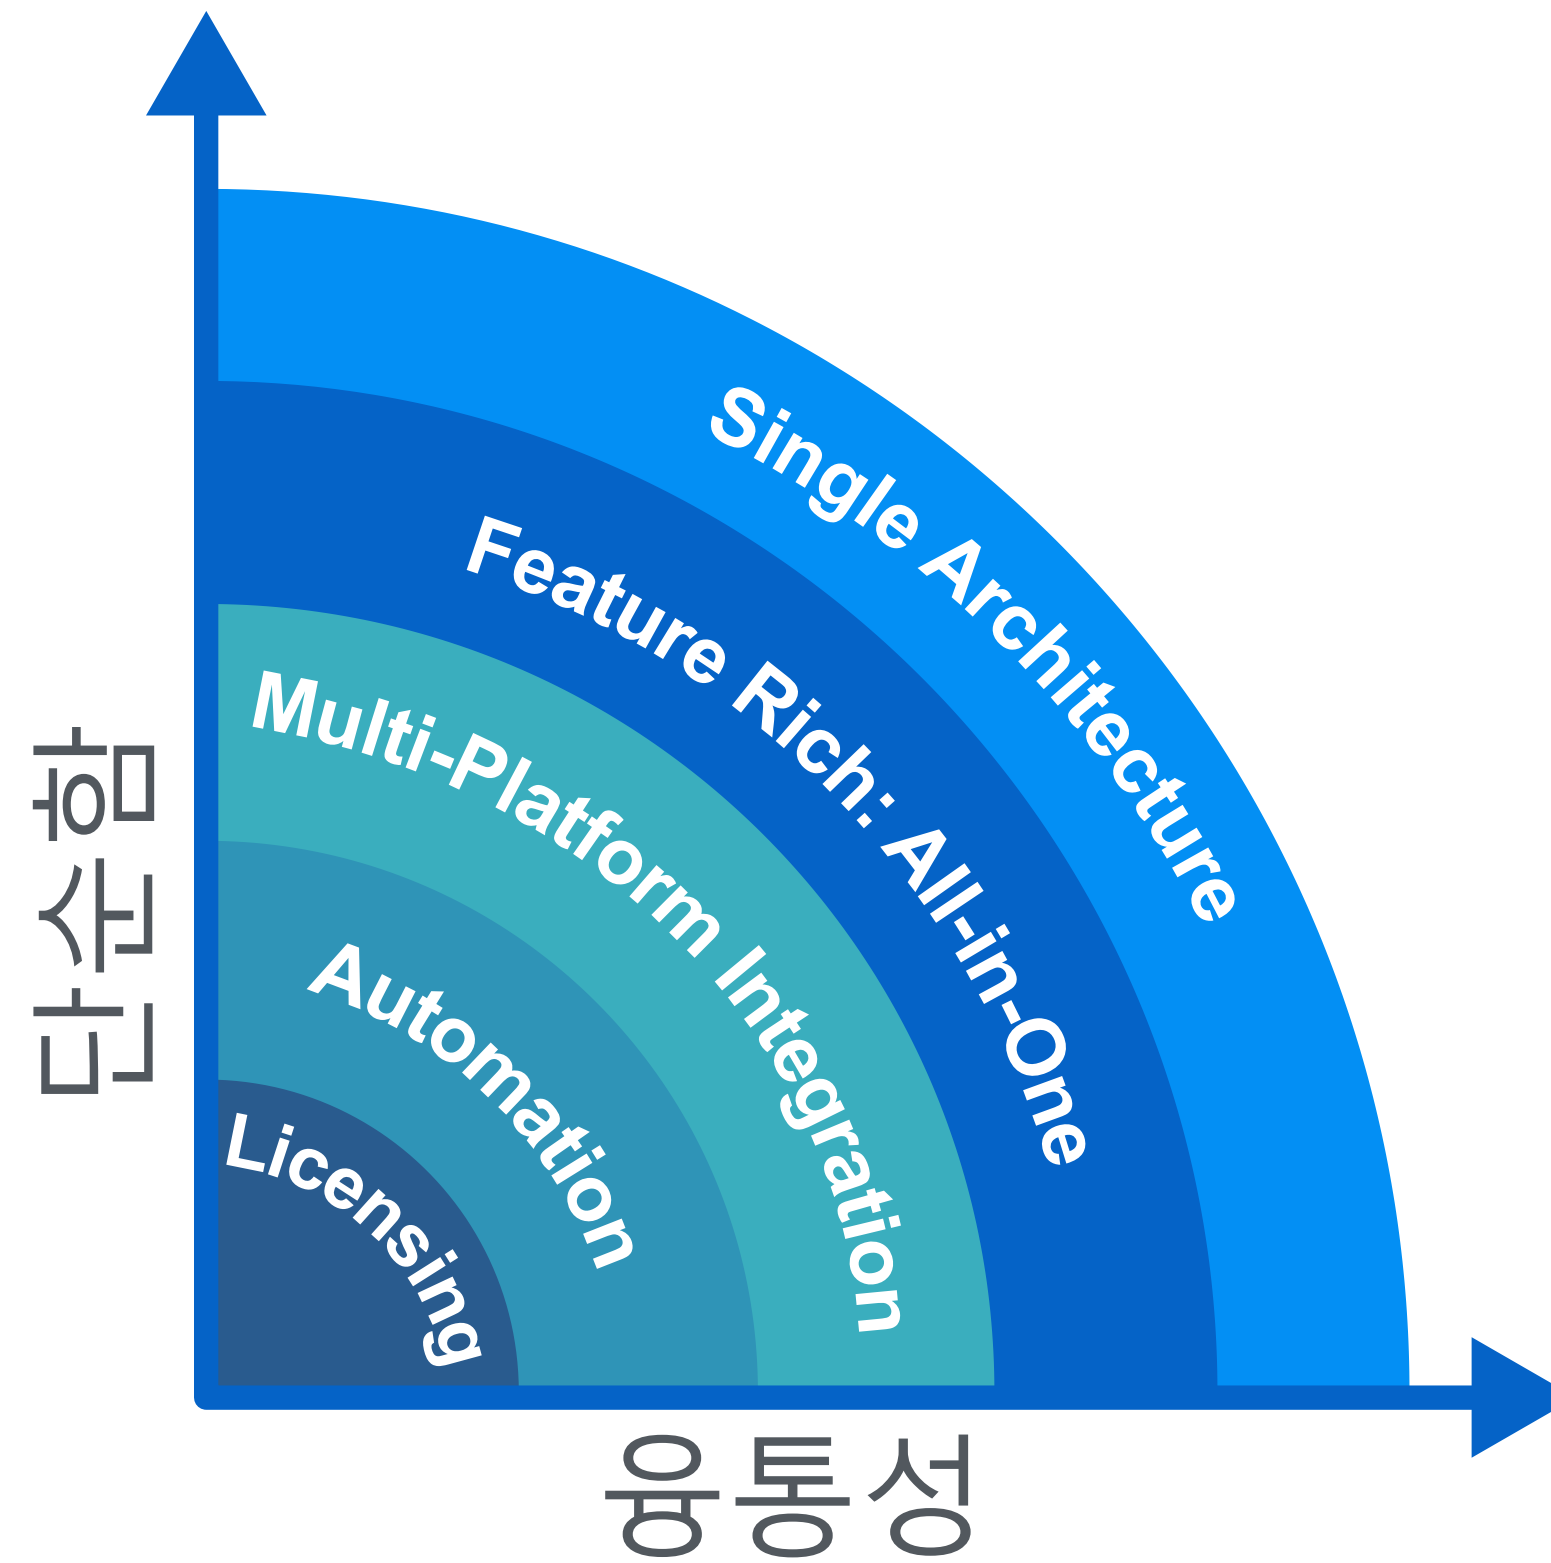 단순함
Single Architecture
Feature Rich: All-in-One
Multi-Platform Integration
Automation
Licensing
융통성